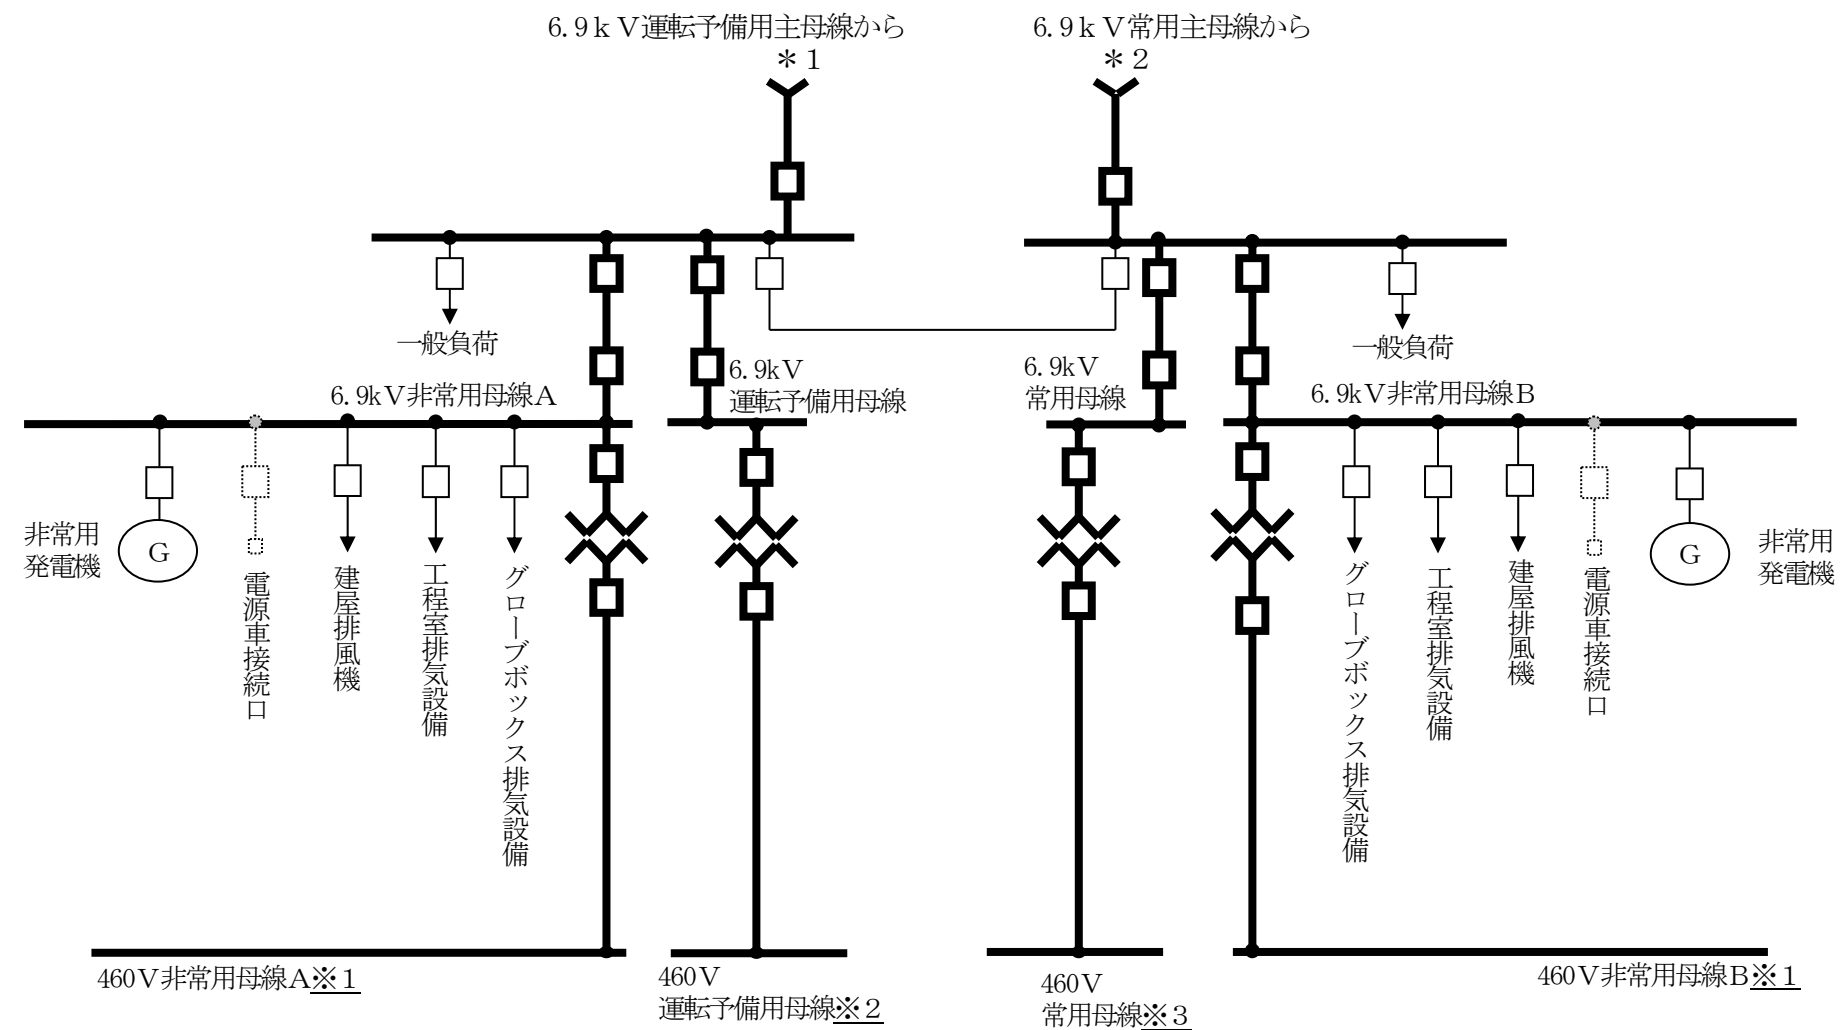 6.9ｋＶ運転予備用主母線から
＊１
6.9ｋＶ常用主母線から
＊２
一般負荷
一般負荷
6.9kＶ
運転予備用母線
6.9kＶ
常用母線
6.9kＶ非常用母線Ａ
6.9kＶ非常用母線Ｂ
非常用
発電機
Ｇ
電源車接続口
建屋排風機
工程室排気設備
グローブボックス排気設備
グローブボックス排気設備
工程室排気設備
建屋排風機
電源車接続口
Ｇ
非常用
発電機
460Ｖ非常用母線Ａ※１
460Ｖ
運転予備用母線※２
460Ｖ
常用母線※３
460Ｖ非常用母線Ｂ※１